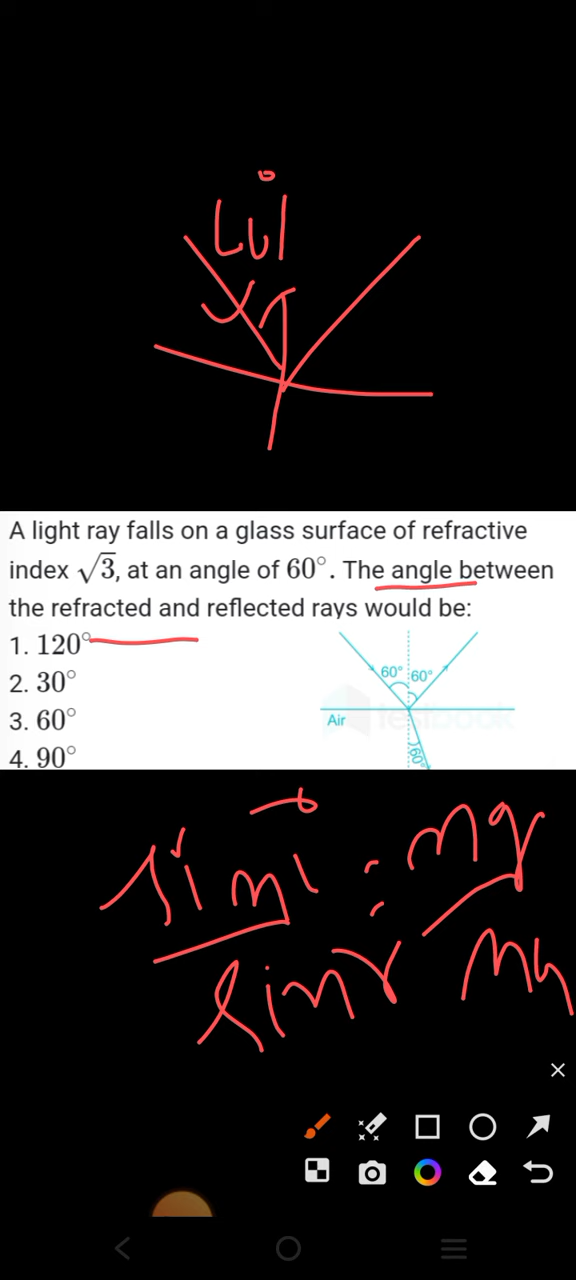 A light ray falls on a glass surface of refractive
index √3, at an angle of 60°. The angle between
the refracted and reflected rays would be:
1. 120°
2. 30°
3. 60°
4. 90°
60° 60°
Air
testbook
60°
sin i = mg
sin r